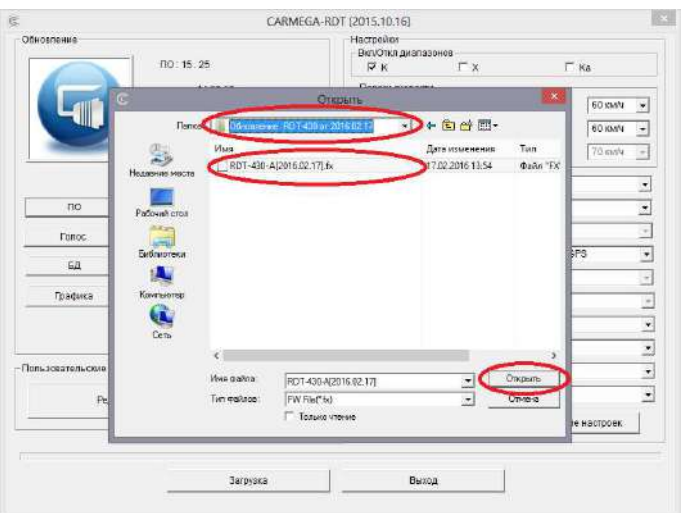 CARMEGA-RDT [2015.10.16]
Обновление
Настройки
Вкл/Откл диапазонов
ПО : 15 : 25
K
X
Ka
Открыть
60 км/ч
60 км/ч
70 км/ч
Папка:
Обновление RDT-430 от 2016.02.17
Имя
Дата изменения
Тип
RDT-430-A[2016.02.17].fx
17.02.2016 13:54
Файл "FX"
Недавние места
Рабочий стол
Библиотеки
Компьютер
Сеть
ПО
Голос
БД
Графика
GPS
Имя файла:
RDT-430-A[2016.02.17]
Открыть
Тип файлов:
FW File(*.fx)
Отмена
Только чтение
Пользовательские
Ре
е настроек
Загрузка
Выход